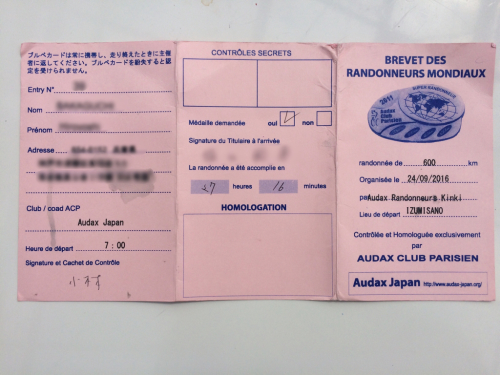 ブルベカードは常に携帯し、走り終えたときに主催
者に返してください。ブルベカードを紛失すると認
定を受けられません。
Entry N°
Nom
Prénom
Adresse
Club / coad ACP
Audax Japan
Heure de départ 7:00
Signature et Cachet de Contrôle
CONTRÔLES SECRETS
Médaille demandée oui non
Signature du Titulaire à l'arrivée
La randonnée a été accomplie en
27 heures 16 minutes
HOMOLOGATION
BREVET DES
RANDONNEURS MONDIAUX
SUPER RANDONNEUR
2011
Audax
Club
Parisien
randonnée de 600 km
Organisée le 24/09/2016
par Audax Randonneurs Kinki
Lieu de départ IZUMISANO
Contrôlée et Homologuée exclusivement
par
AUDAX CLUB PARISIEN
Audax Japan http://www.audax-japan.org/